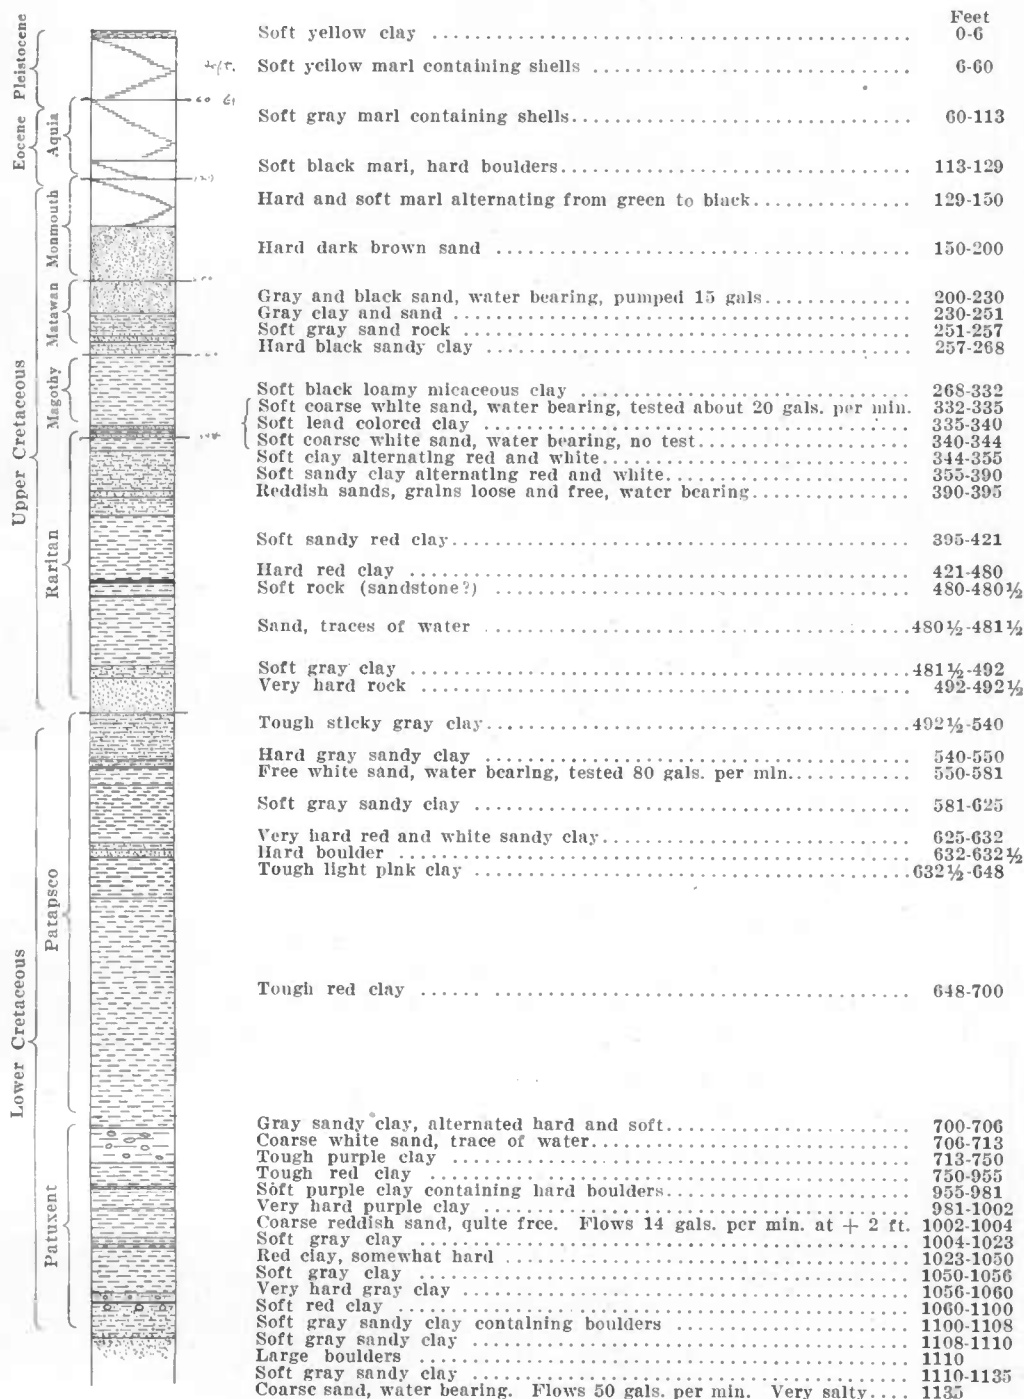 Feet
Soft yellow clay 0-6
Soft yellow marl containing shells 6-60
Soft gray marl containing shells 60-113
Soft black marl, hard boulders 113-129
Hard and soft marl alternating from green to black 129-150
Hard dark brown sand 150-200
Gray and black sand, water bearing, pumped 15 gals 200-230
Gray clay and sand 230-251
Soft gray sand rock 251-257
Hard black sandy clay 257-268
Soft black loamy micaceous clay 268-332
Soft coarse white sand, water bearing, tested about 20 gals. per min. 332-335
Soft lead colored clay 335-340
Soft coarse white sand, water bearing, no test 340-344
Soft clay alternating red and white 344-355
Soft sandy clay alternating red and white 355-390
Reddish sands, grains loose and free, water bearing 390-395
Soft sandy red clay 395-421
Hard red clay 421-480
Soft rock (sandstone?) 480-480½
Sand, traces of water 480½-481½
Soft gray clay 481½-492
Very hard rock 492-492½
Tough sticky gray clay 492½-540
Hard gray sandy clay 540-550
Free white sand, water bearing, tested 80 gals. per min. 550-581
Soft gray sandy clay 581-625
Very hard red and white sandy clay 625-632
Hard boulder 632-632½
Tough light pink clay 632½-648
Tough red clay 648-700
Gray sandy clay, alternated hard and soft 700-706
Coarse white sand, trace of water 706-713
Tough purple clay 713-750
Tough red clay 750-955
Soft purple clay containing hard boulders 955-981
Very hard purple clay 981-1002
Coarse reddish sand, quite free. Flows 14 gals. per min. at + 2 ft. 1002-1004
Soft gray clay 1004-1023
Red clay, somewhat hard 1023-1050
Soft gray clay 1050-1056
Very hard gray clay 1056-1060
Soft red clay 1060-1100
Soft gray sandy clay containing boulders 1100-1108
Soft gray sandy clay 1108-1110
Large boulders 1110
Soft gray sandy clay 1110-1135
Coarse sand, water bearing. Flows 50 gals. per min. Very salty 1135
Pleistocene
Eocene
Aquia
Upper Cretaceous
Monmouth
Matawan
Magothy
Raritan
Lower Cretaceous
Patapsco
Patuxent
60